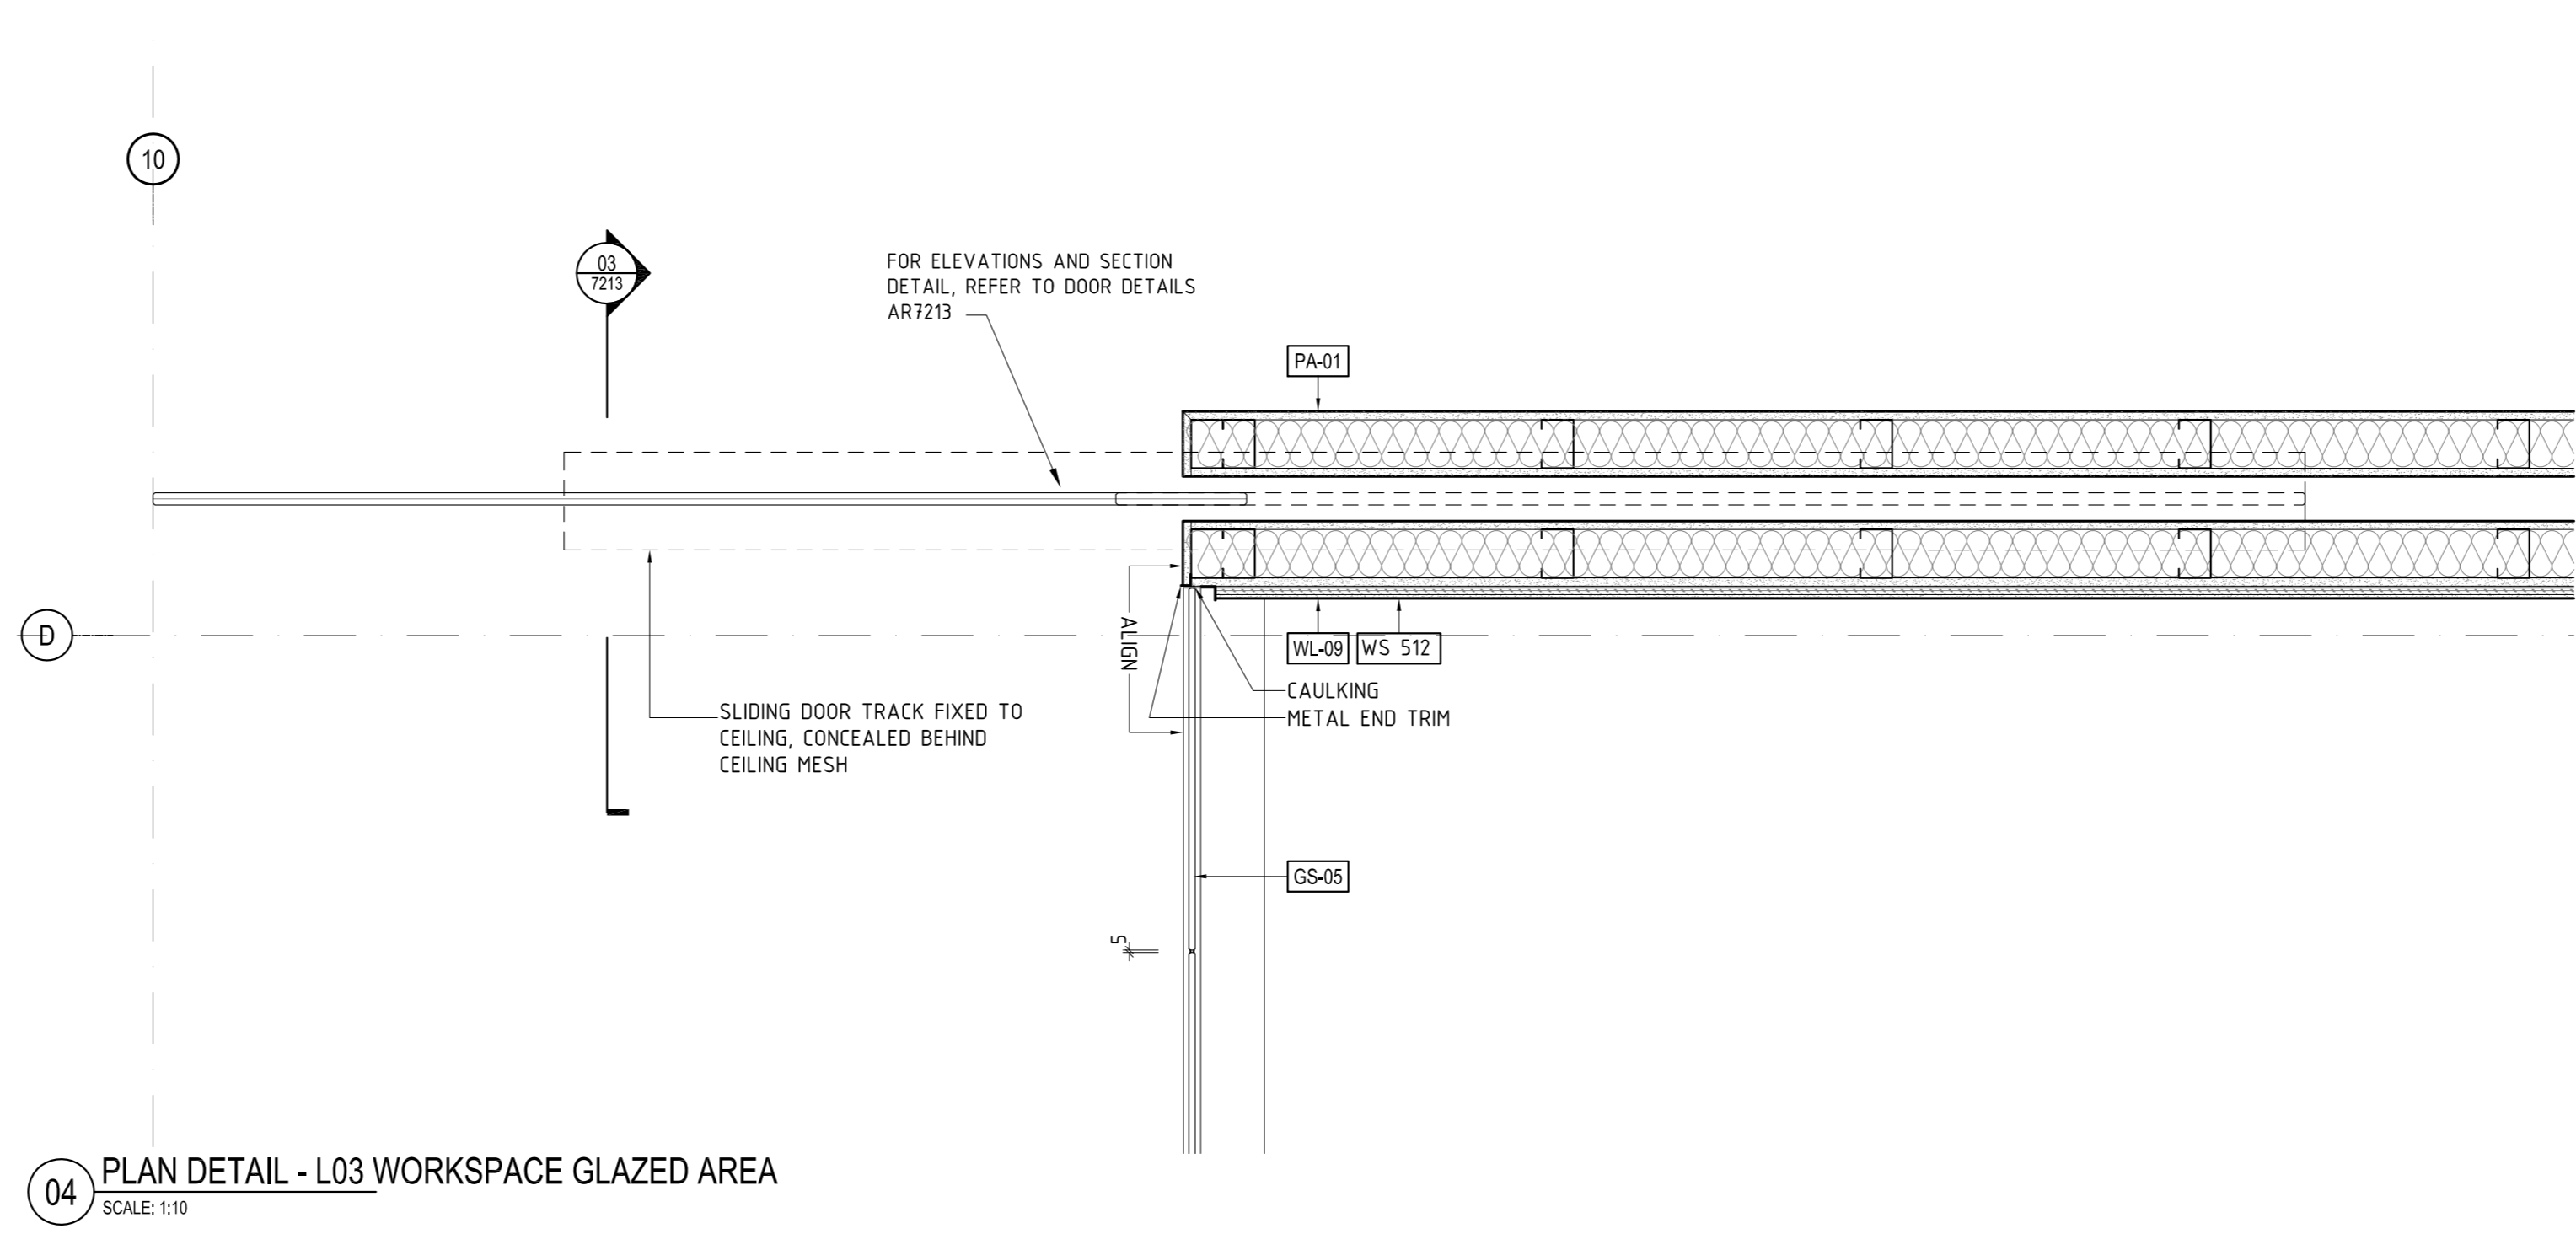 10
03
7213
FOR ELEVATIONS AND SECTION
DETAIL, REFER TO DOOR DETAILS
AR7213
PA-01
D
ALIGN
WL-09
WS 512
CAULKING
METAL END TRIM
SLIDING DOOR TRACK FIXED TO
CEILING, CONCEALED BEHIND
CEILING MESH
GS-05
5
04
PLAN DETAIL - L03 WORKSPACE GLAZED AREA
SCALE: 1:10